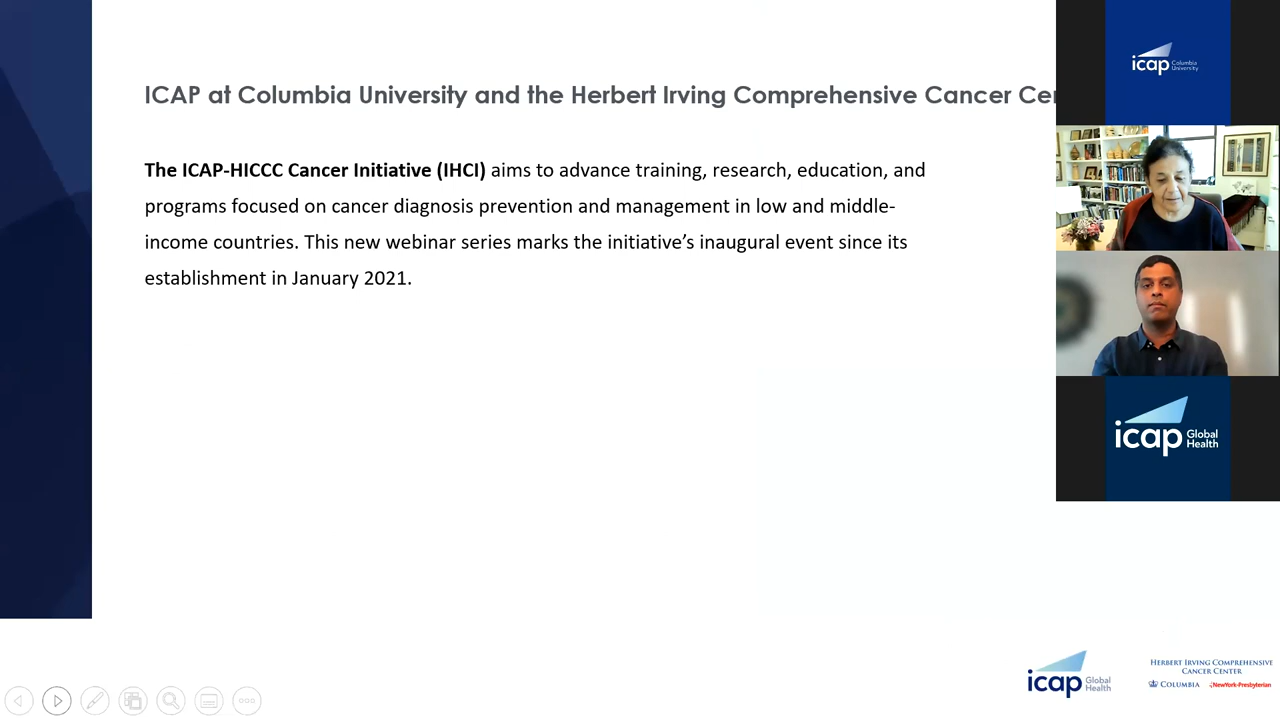 ICAP at Columbia University and the Herbert Irving Comprehensive Cancer Cen
The ICAP-HICCC Cancer Initiative (IHCI) aims to advance training, research, education, and
programs focused on cancer diagnosis prevention and management in low and middle-
income countries. This new webinar series marks the initiative's inaugural event since its
establishment in January 2021.
icap Columbia University
icap Global Health
icap Global Health
HERBERT IRVING COMPREHENSIVE
CANCER CENTER
COLUMBIA NewYork-Presbyterian